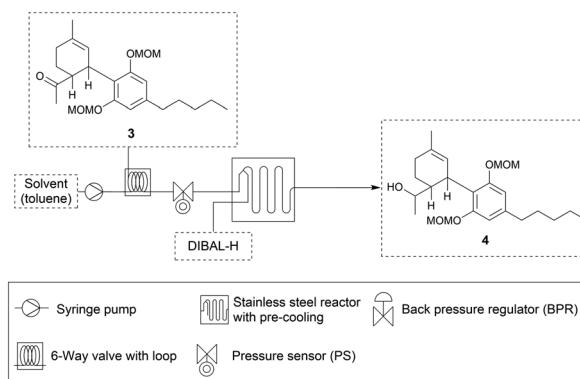 OMOM
O
H
MOMO
3
Solvent
(toluene)
DIBAL-H
OMOM
HO
H
MOMO
4
Syringe pump
Stainless steel reactor
with pre-cooling
Back pressure regulator (BPR)
6-Way valve with loop
Pressure sensor (PS)